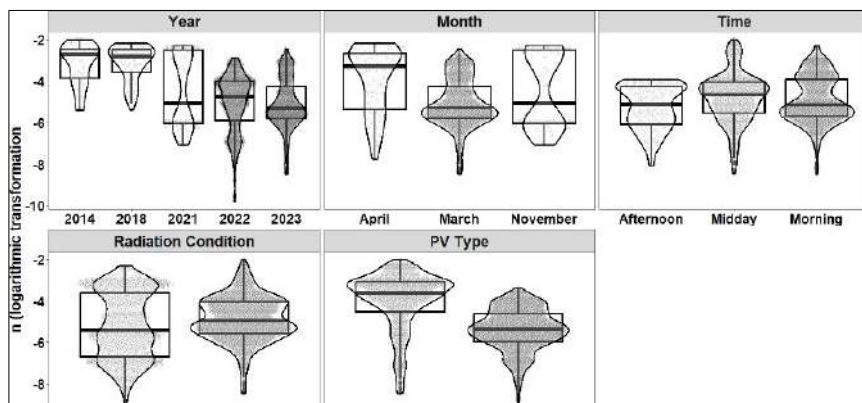 Year
Month
Time
-2
-4
-6
-8
-10
2014 2018 2021 2022 2023
April March November
Afternoon Midday Morning
Radiation Condition
PV Type
-2
-4
-6
-8
n (logarithmic transformation